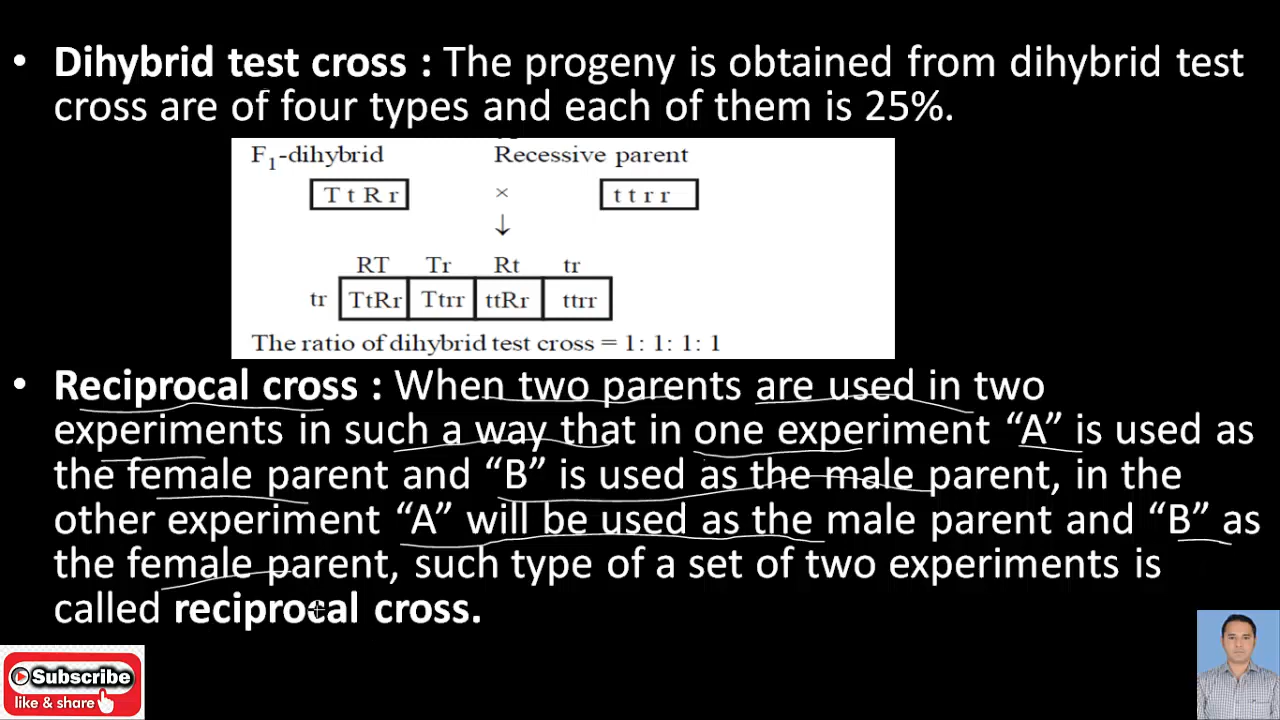 • Dihybrid test cross : The progeny is obtained from dihybrid test
cross are of four types and each of them is 25%.
F1-dihybrid Recessive parent
T t R r × t t r r
↓
RT Tr Rt tr
tr TtRr Ttrr ttRr ttrr
The ratio of dihybrid test cross = 1: 1: 1: 1
• Reciprocal cross : When two parents are used in two
experiments in such a way that in one experiment “A” is used as
the female parent and “B” is used as the male parent, in the
other experiment “A” will be used as the male parent and “B” as
the female parent, such type of a set of two experiments is
called reciprocal cross.
Subscribe
like & share